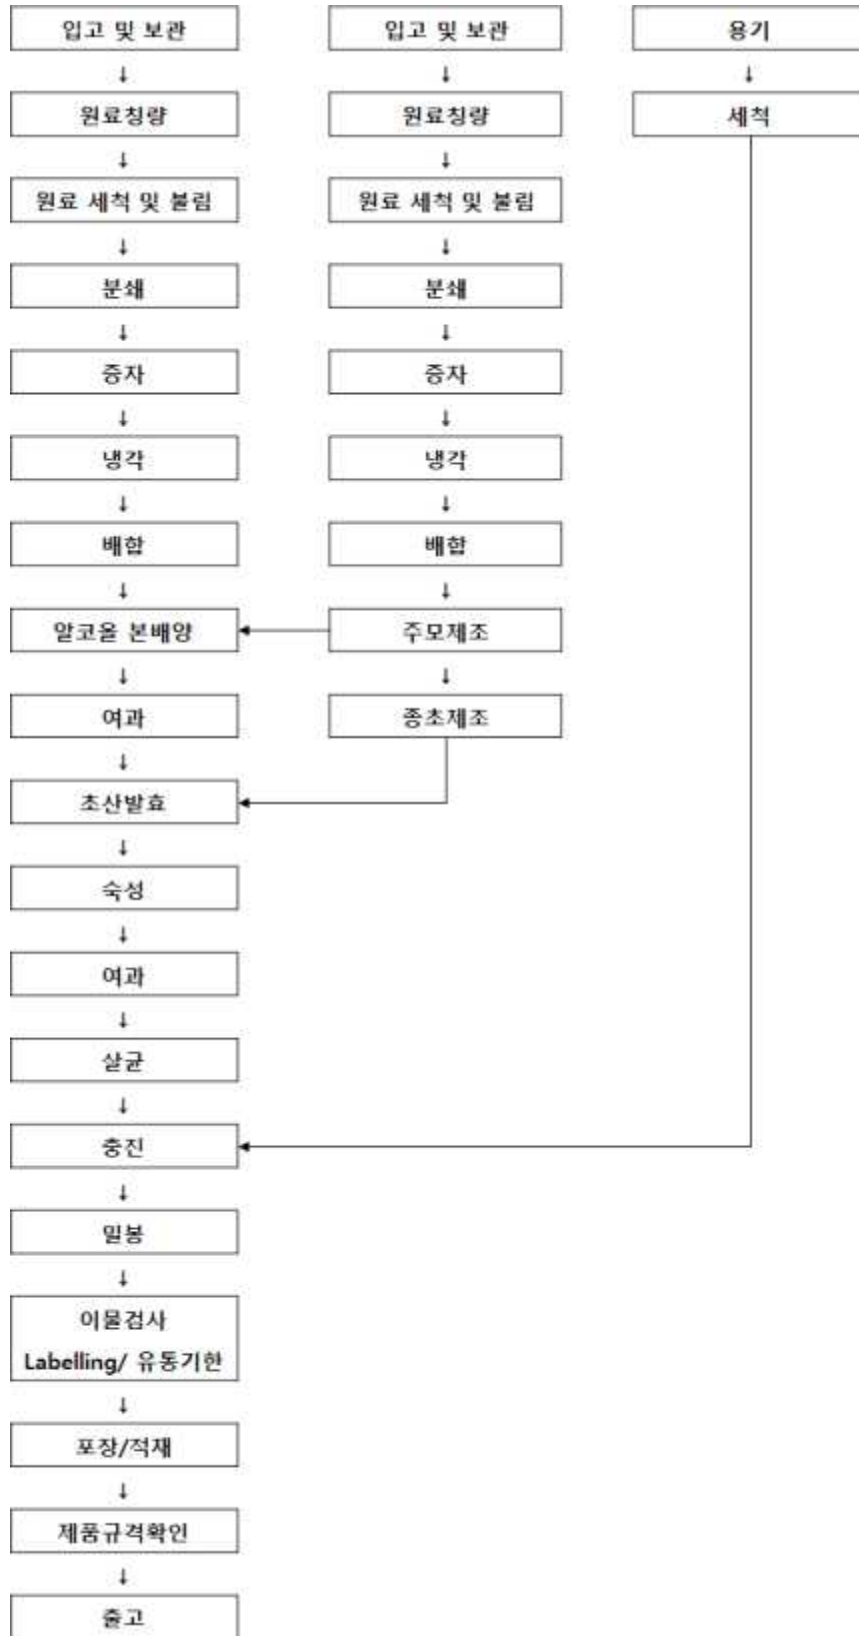 입고 및 보관
원료칭량
원료 세척 및 불림
분쇄
증자
냉각
배합
알코올 본배양
여과
초산발효
숙성
여과
살균
충진
밀봉
이물검사
Labelling/ 유통기한
포장/적재
제품규격확인
출고
입고 및 보관
원료칭량
원료 세척 및 불림
분쇄
증자
냉각
배합
주모제조
종초제조
용기
세척